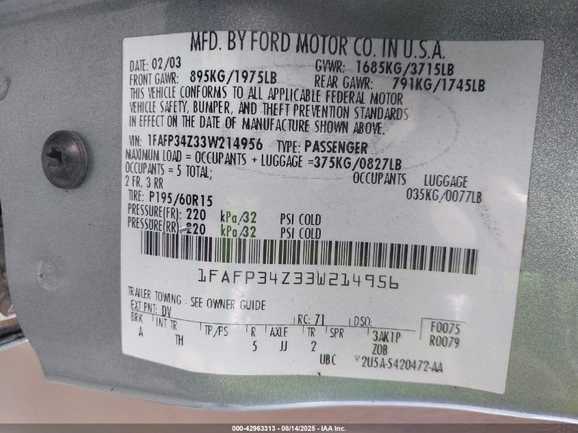 MFD. BY FORD MOTOR CO. IN U.S.A.
DATE: 02/03 GVWR: 1685KG/3715LB
FRONT GAWR: 895KG/1975LB REAR GAWR: 791KG/1745LB
THIS VEHICLE CONFORMS TO ALL APPLICABLE FEDERAL MOTOR
VEHICLE SAFETY, BUMPER, AND THEFT PREVENTION STANDARDS
IN EFFECT ON THE DATE OF MANUFACTURE SHOWN ABOVE.
VIN: 1FAFP34Z33W214956 TYPE: PASSENGER
MAXIMUM LOAD = OCCUPANTS + LUGGAGE =375KG/0827LB
OCCUPANTS = 5 TOTAL; OCCUPANTS LUGGAGE
2 FR, 3 RR 035KG/0077LB
TIRE: P195/60R15
PRESSURE(FR): 220 kPa/32 PSI COLD
PRESSURE(RR): 220 kPa/32 PSI COLD
1FAFP34Z33W214956
TRAILER TOWING - SEE OWNER GUIDE
EXT PNT: DV RC: 71 DSO: F0075
BRK INT TR TP/PS R AXLE TR SPR 3AK1P R0079
A TH 5 JJ 2 Z08
UBC 2U5A-5420472-AA
000-42963313 - 08/14/2025 - IAA Inc.